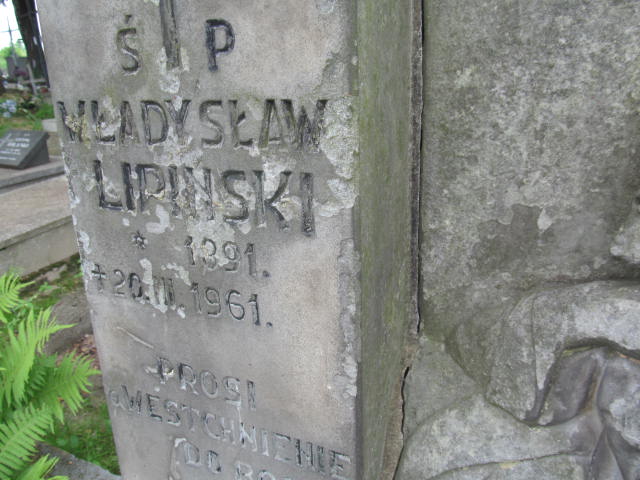 Ś P
WŁADYSŁAW
LIPIŃSKI
* 1891.
+ 20.III.1961.
PROSI
O WESTCHNIENIE
DO